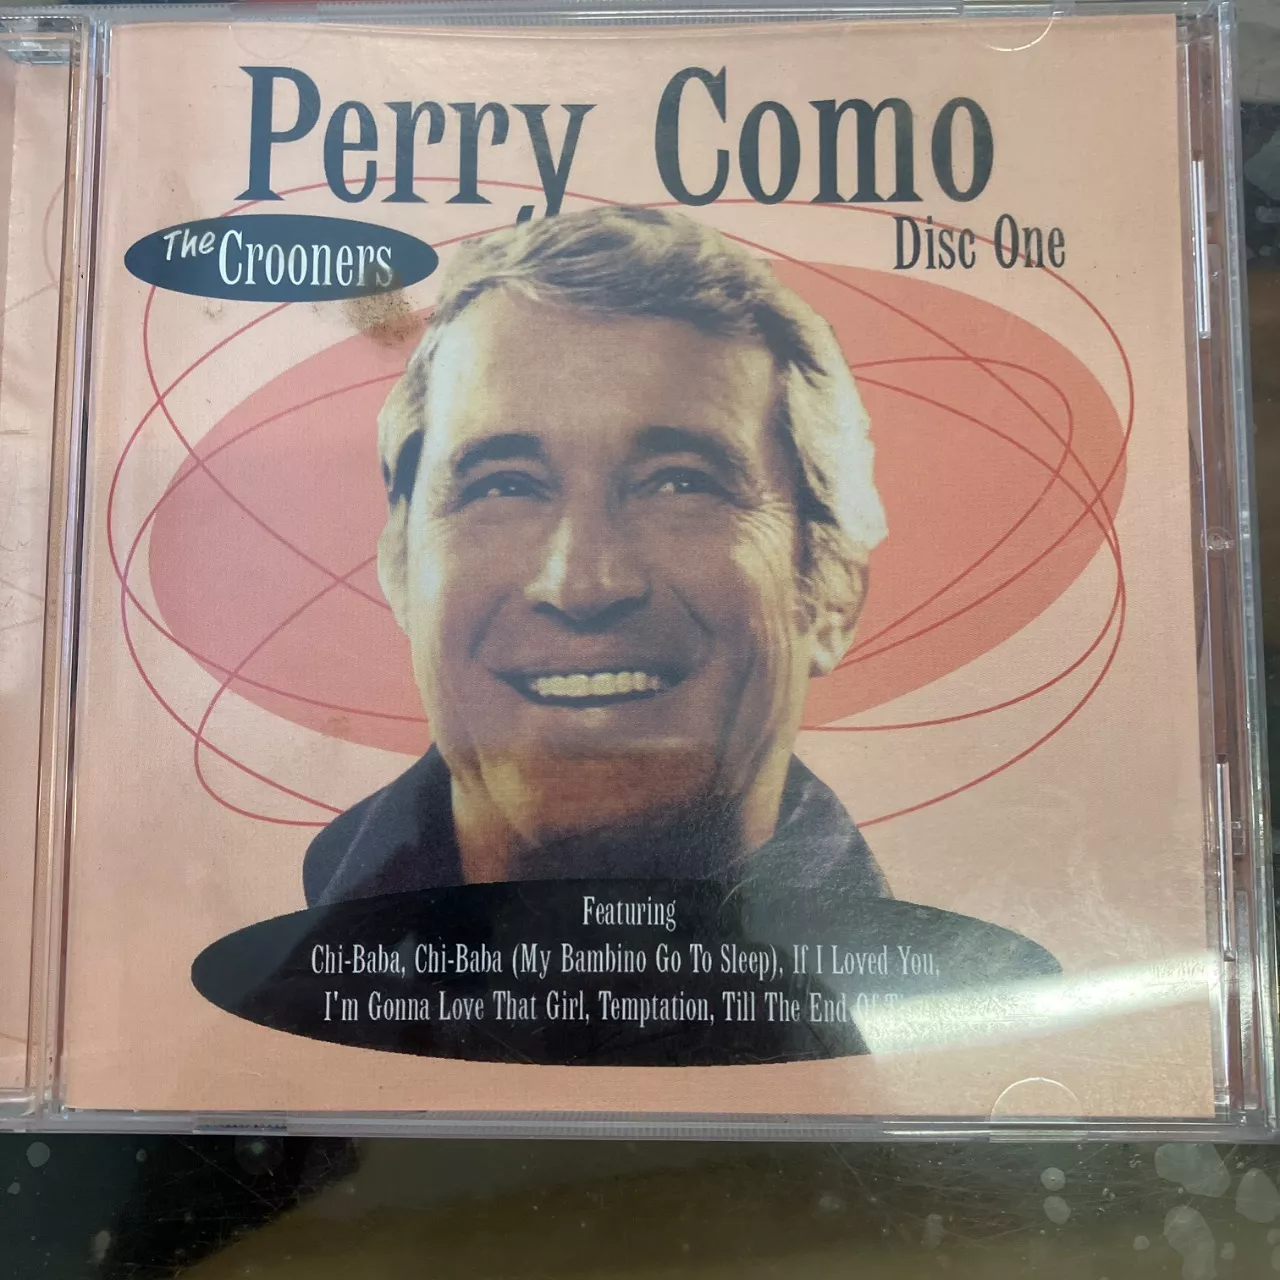 Perry Como
The Crooners
Disc One
Featuring
Chi-Baba, Chi-Baba (My Bambino Go To Sleep), If I Loved You,
I'm Gonna Love That Girl, Temptation, Till The End Of